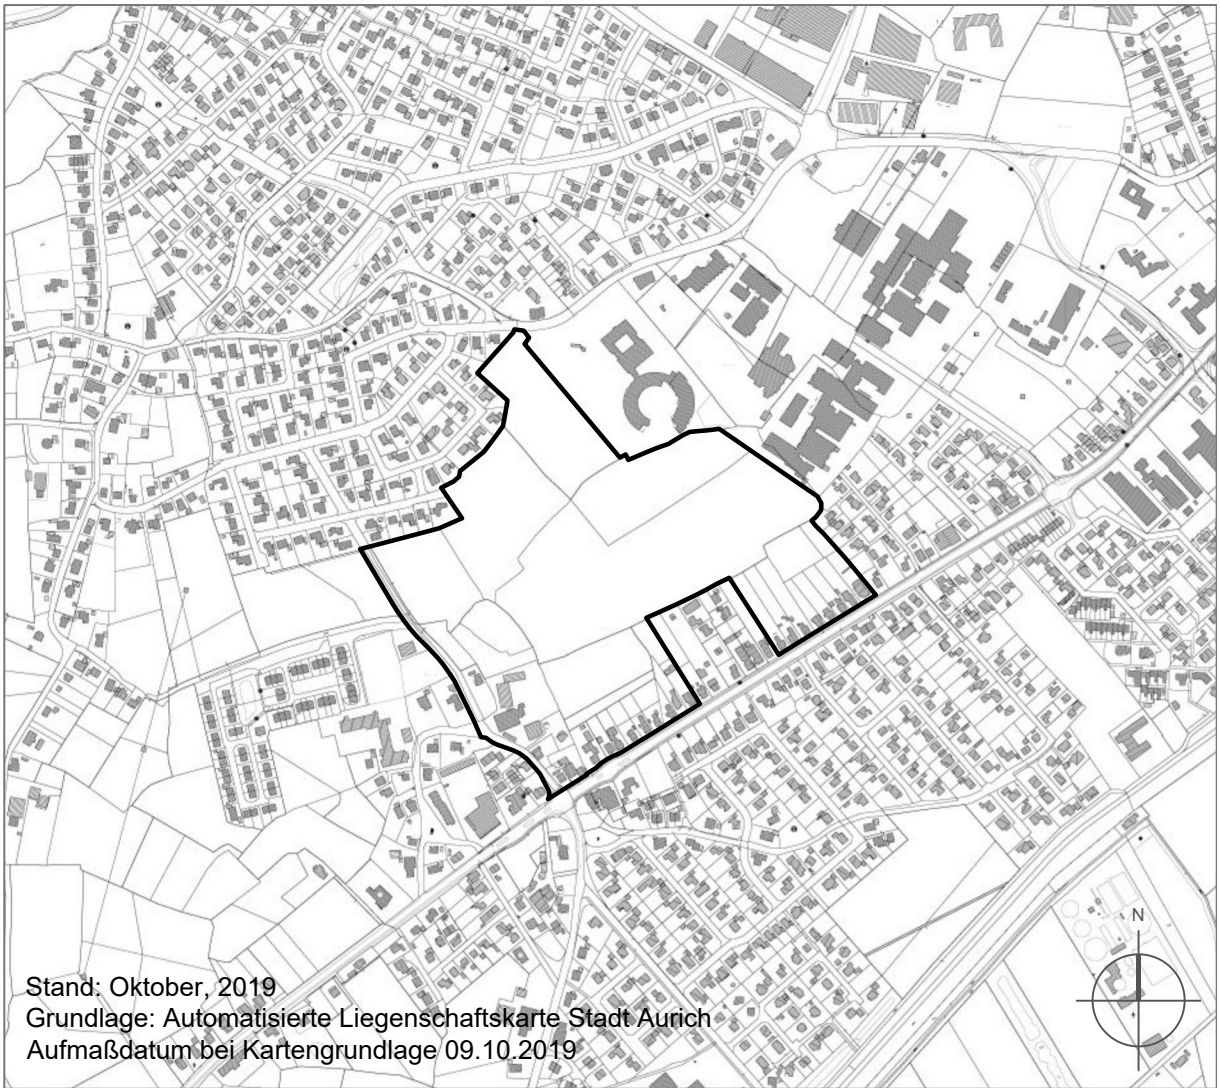 N
Stand: Oktober, 2019
Grundlage: Automatisierte Liegenschaftskarte Stadt Aurich
Aufmaßdatum bei Kartengrundlage 09.10.2019